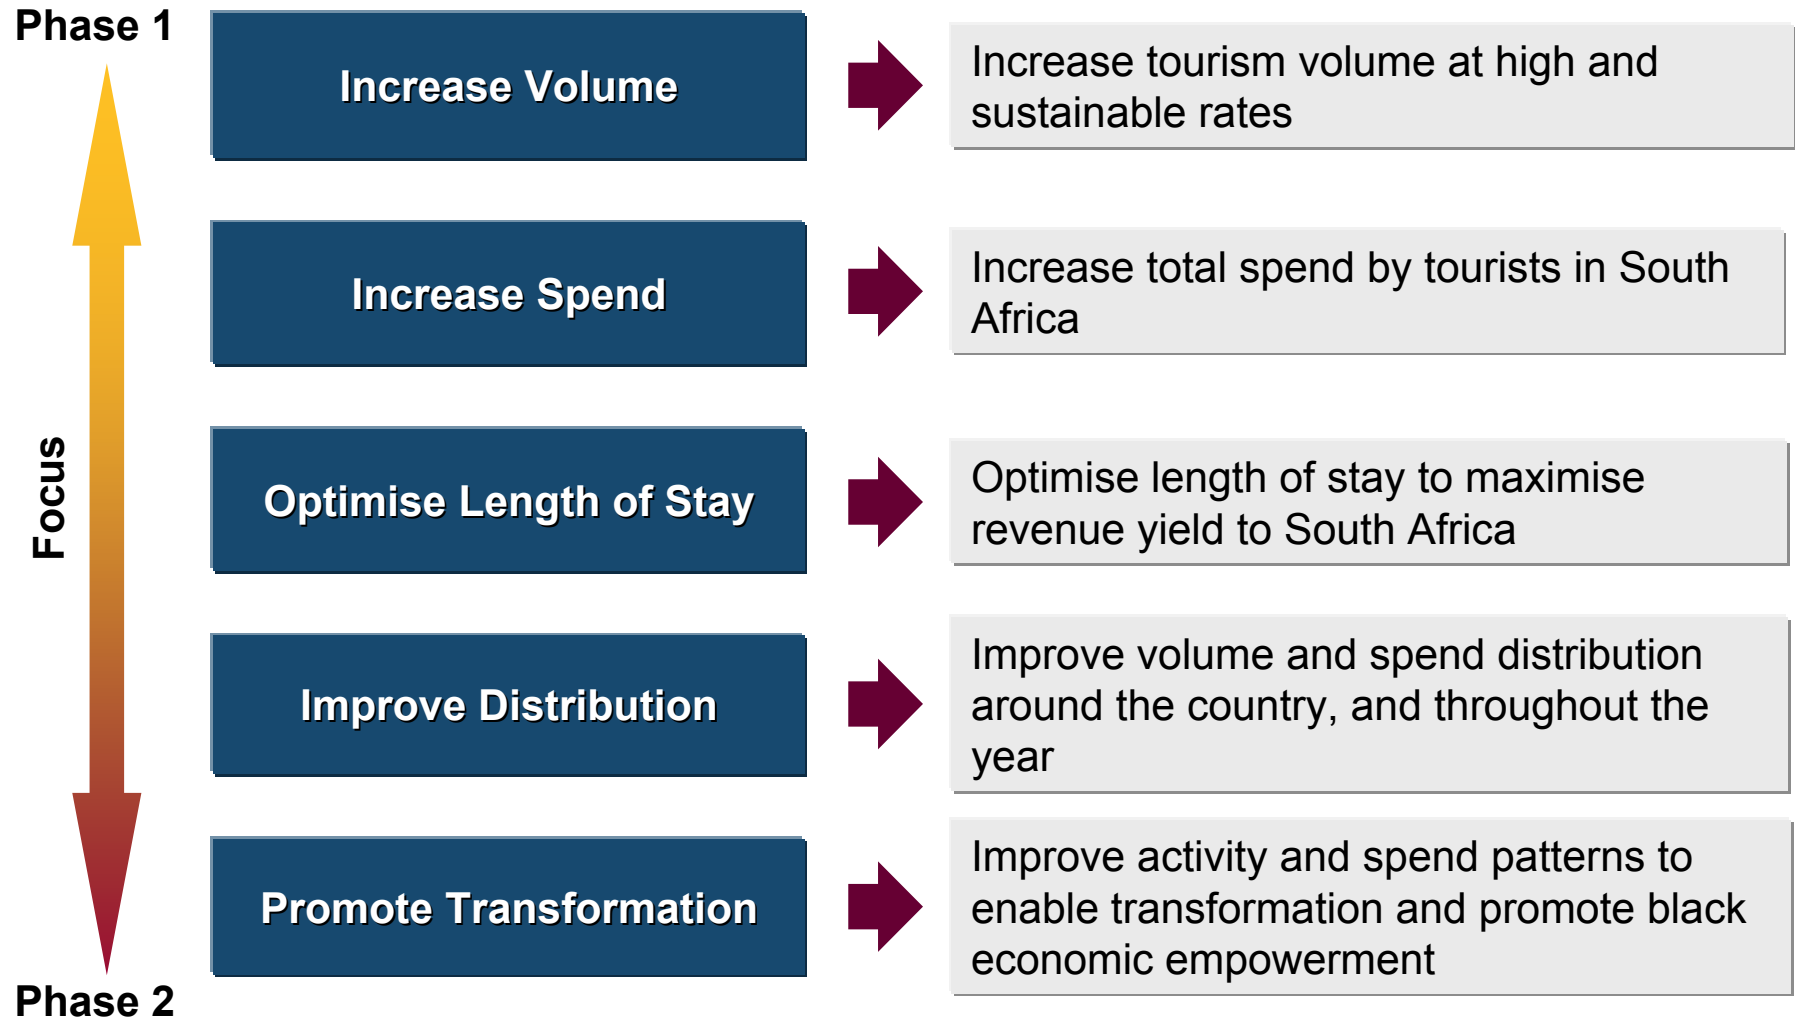 Phase 1
Increase Volume
Increase tourism volume at high and
sustainable rates
Increase Spend
Increase total spend by tourists in South
Africa
Focus
Optimise Length of Stay
Optimise length of stay to maximise
revenue yield to South Africa
Improve Distribution
Improve volume and spend distribution
around the country, and throughout the
year
Promote Transformation
Improve activity and spend patterns to
enable transformation and promote black
economic empowerment
Phase 2